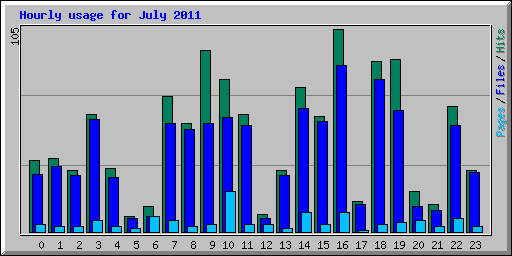 Hourly usage for July 2011
105
Pages / Files / Hits
0 1 2 3 4 5 6 7 8 9 10 11 12 13 14 15 16 17 18 19 20 21 22 23